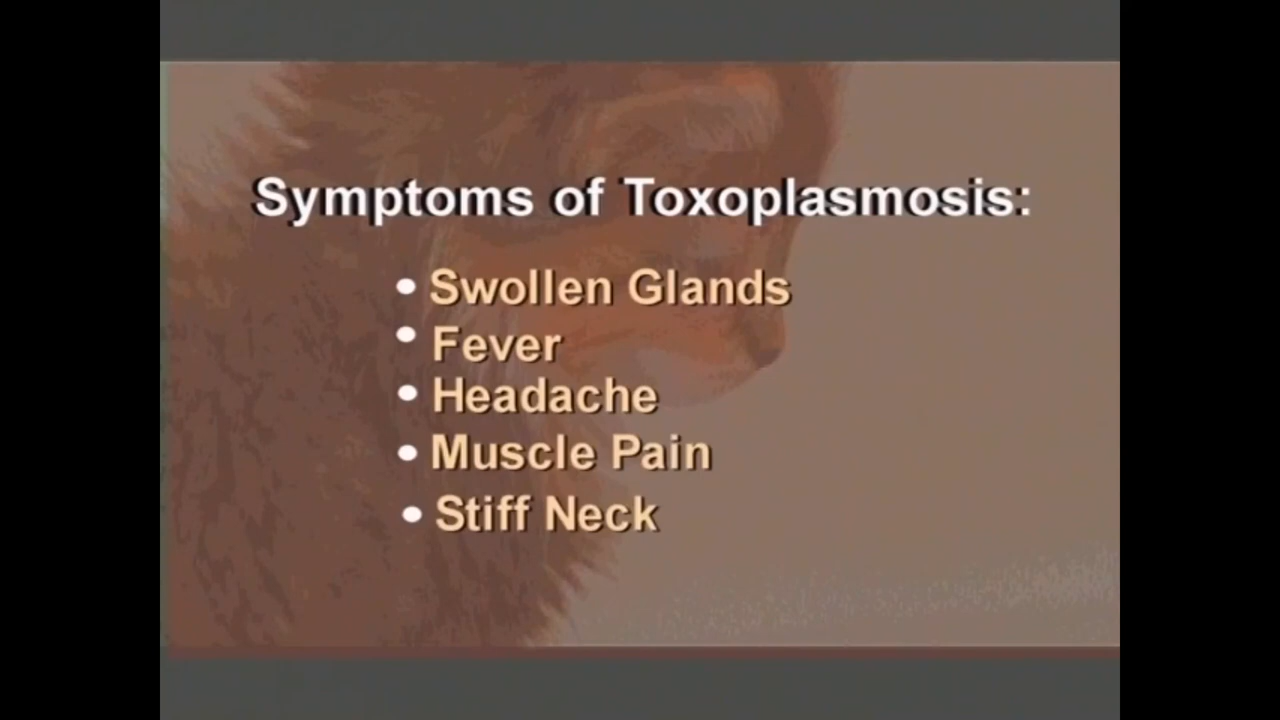 Symptoms of Toxoplasmosis:
• Swollen Glands
• Fever
• Headache
• Muscle Pain
• Stiff Neck